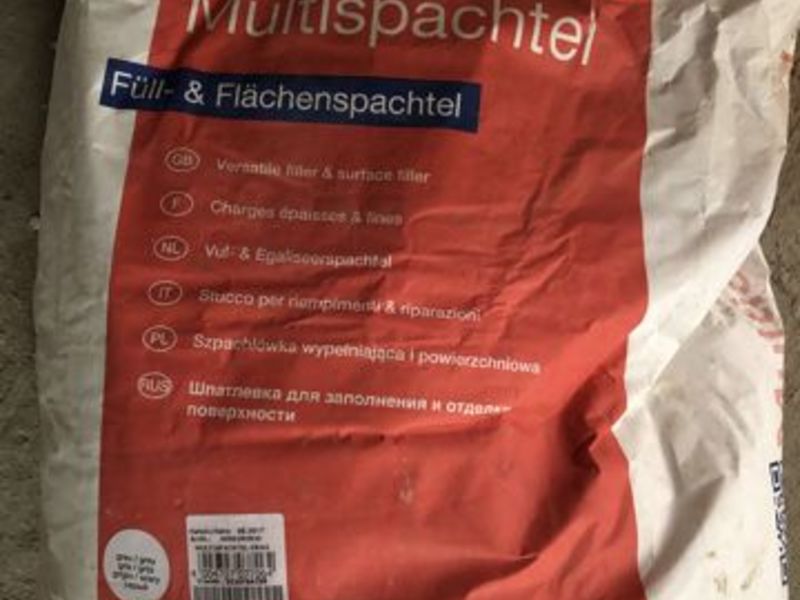 Multispachtel
Füll- & Flächenspachtel
GB Versatile filler & surface filler
F Charges épaisses & fines
NL Vul- & Egaliseerspachtel
IT Stucco per riempimenti & riparazioni
PL Szpachlówka wypełniająca i powierzchniowa
RUS Шпатлевка для заполнения и
поверхности